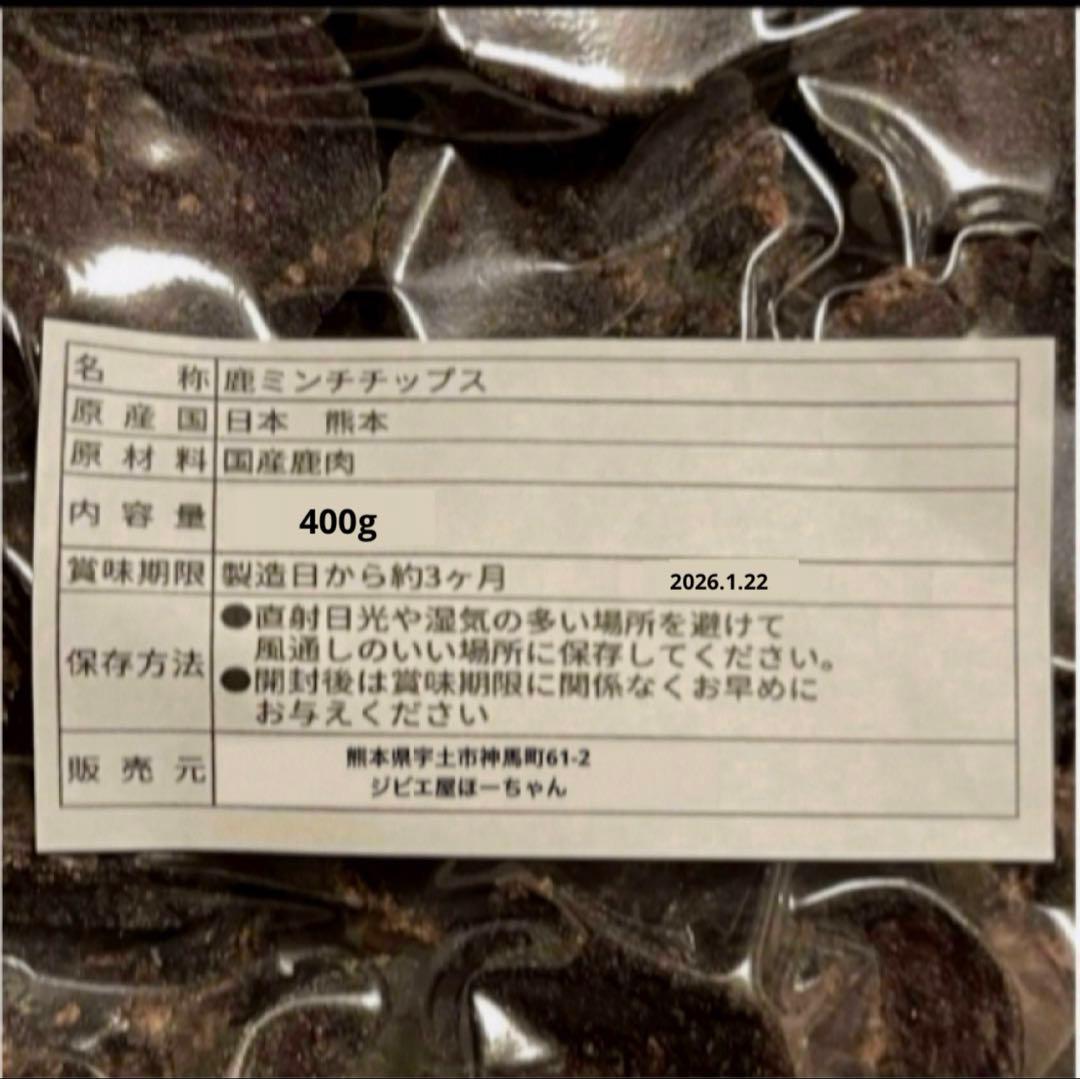 名称 鹿ミンチチップス
原産国 日本 熊本
原材料 国産鹿肉
内容量 400g
賞味期限 製造日から約3ヶ月 2026.1.22
保存方法 ●直射日光や湿気の多い場所を避けて
風通しのいい場所に保存してください。
●開封後は賞味期限に関係なくお早めに
お与えください
販売元 熊本県宇土市神馬町61-2
ジビエ屋ほーちゃん